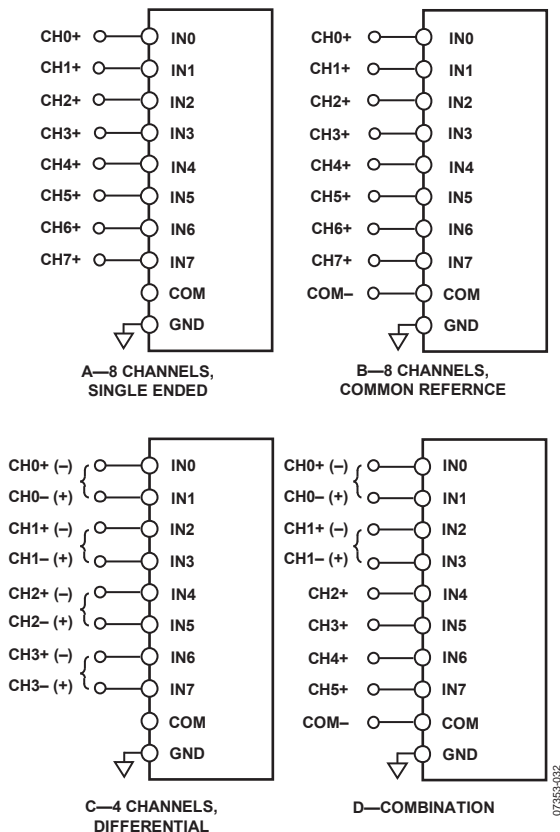 CH0+ IN0
CH1+ IN1
CH2+ IN2
CH3+ IN3
CH4+ IN4
CH5+ IN5
CH6+ IN6
CH7+ IN7
COM
GND
A—8 CHANNELS,
SINGLE ENDED
CH0+ IN0
CH1+ IN1
CH2+ IN2
CH3+ IN3
CH4+ IN4
CH5+ IN5
CH6+ IN6
CH7+ IN7
COM– COM
GND
B—8 CHANNELS,
COMMON REFERNCE
CH0+ (–) IN0
CH0– (+) IN1
CH1+ (–) IN2
CH1– (+) IN3
CH2+ (–) IN4
CH2– (+) IN5
CH3+ (–) IN6
CH3– (+) IN7
COM
GND
C—4 CHANNELS,
DIFFERENTIAL
CH0+ (–) IN0
CH0– (+) IN1
CH1+ (–) IN2
CH1– (+) IN3
CH2+ IN4
CH3+ IN5
CH4+ IN6
CH5+ IN7
COM– COM
GND
D—COMBINATION
07353-032